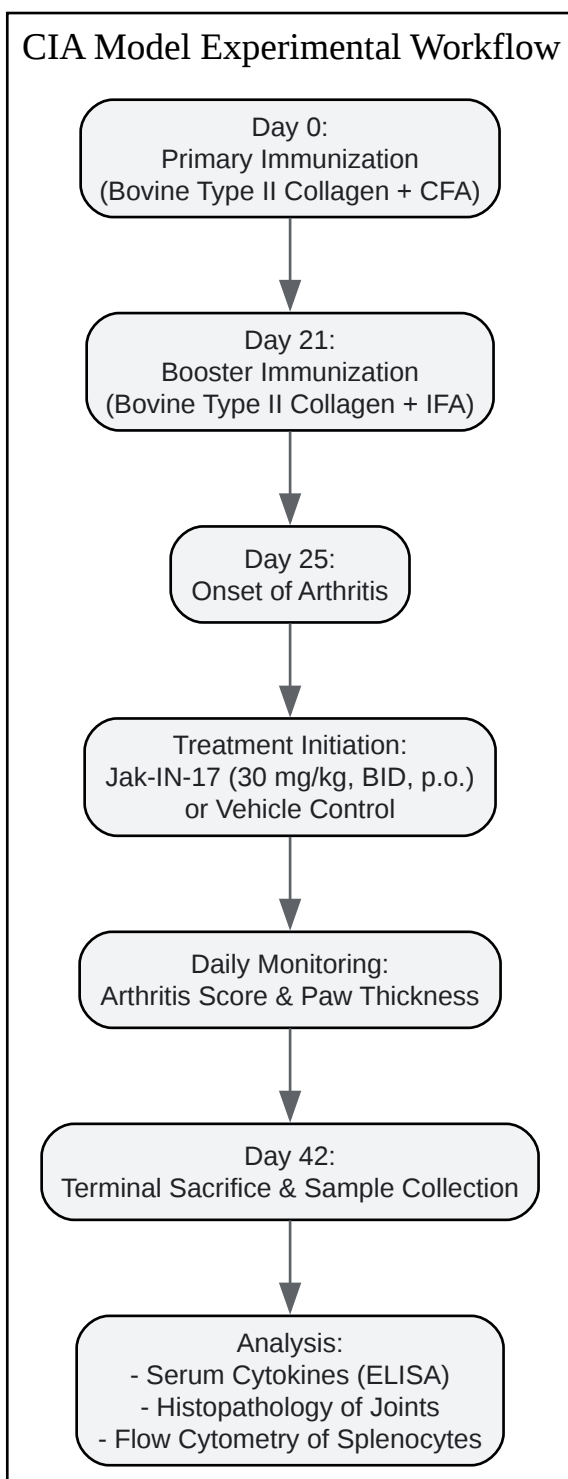 CIA Model Experimental Workflow
Day 0:
Primary Immunization
(Bovine Type II Collagen + CFA)
Day 21:
Booster Immunization
(Bovine Type II Collagen + IFA)
Day 25:
Onset of Arthritis
Treatment Initiation:
Jak-IN-17 (30 mg/kg, BID, p.o.)
or Vehicle Control
Daily Monitoring:
Arthritis Score & Paw Thickness
Day 42:
Terminal Sacrifice & Sample Collection
Analysis:
- Serum Cytokines (ELISA)
- Histopathology of Joints
- Flow Cytometry of Splenocytes